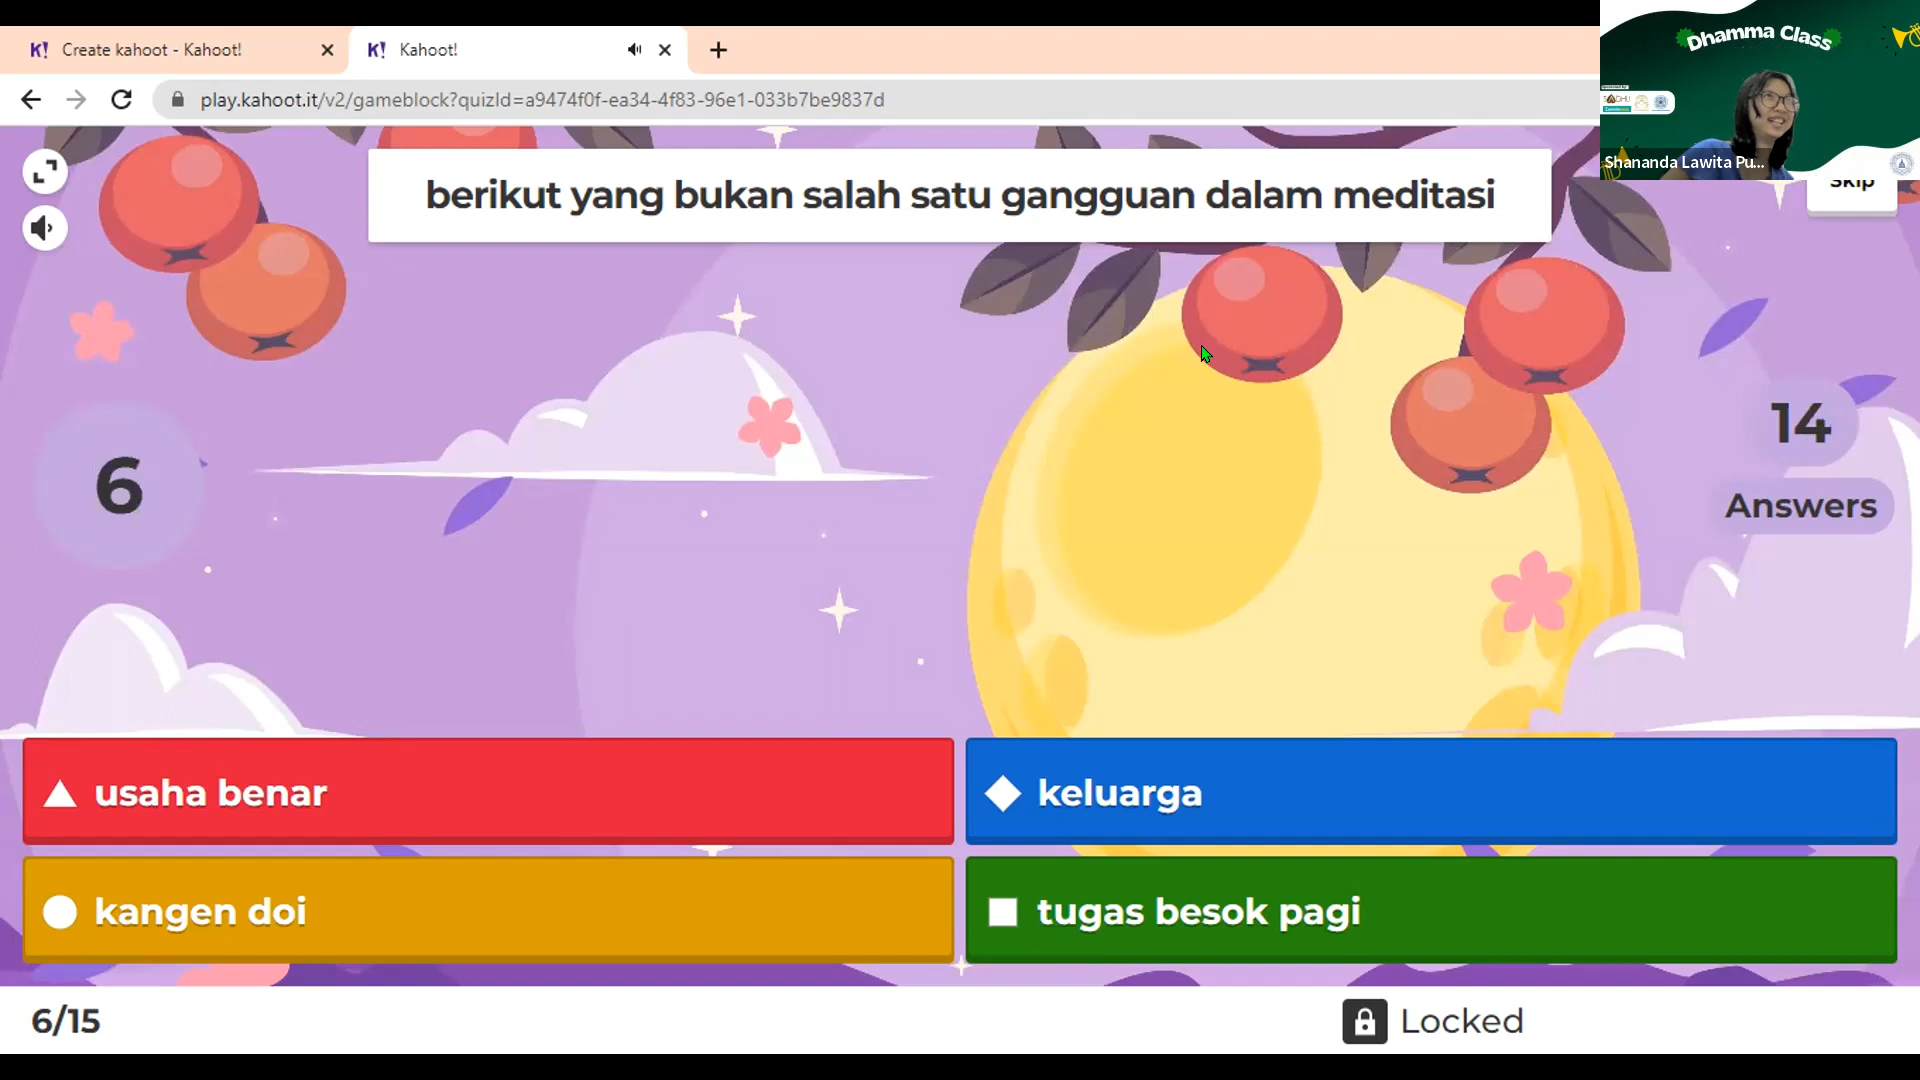 Create kahoot - Kahoot!
Kahoot!
play.kahoot.it/v2/gameblock?quizId=a9474f0f-ea34-4f83-96e1-033b7be9837d
Dhamma Class
Shananda Lawita Pu...
Skip
berikut yang bukan salah satu gangguan dalam meditasi
6
14
Answers
usaha benar
keluarga
kangen doi
tugas besok pagi
6/15
Locked